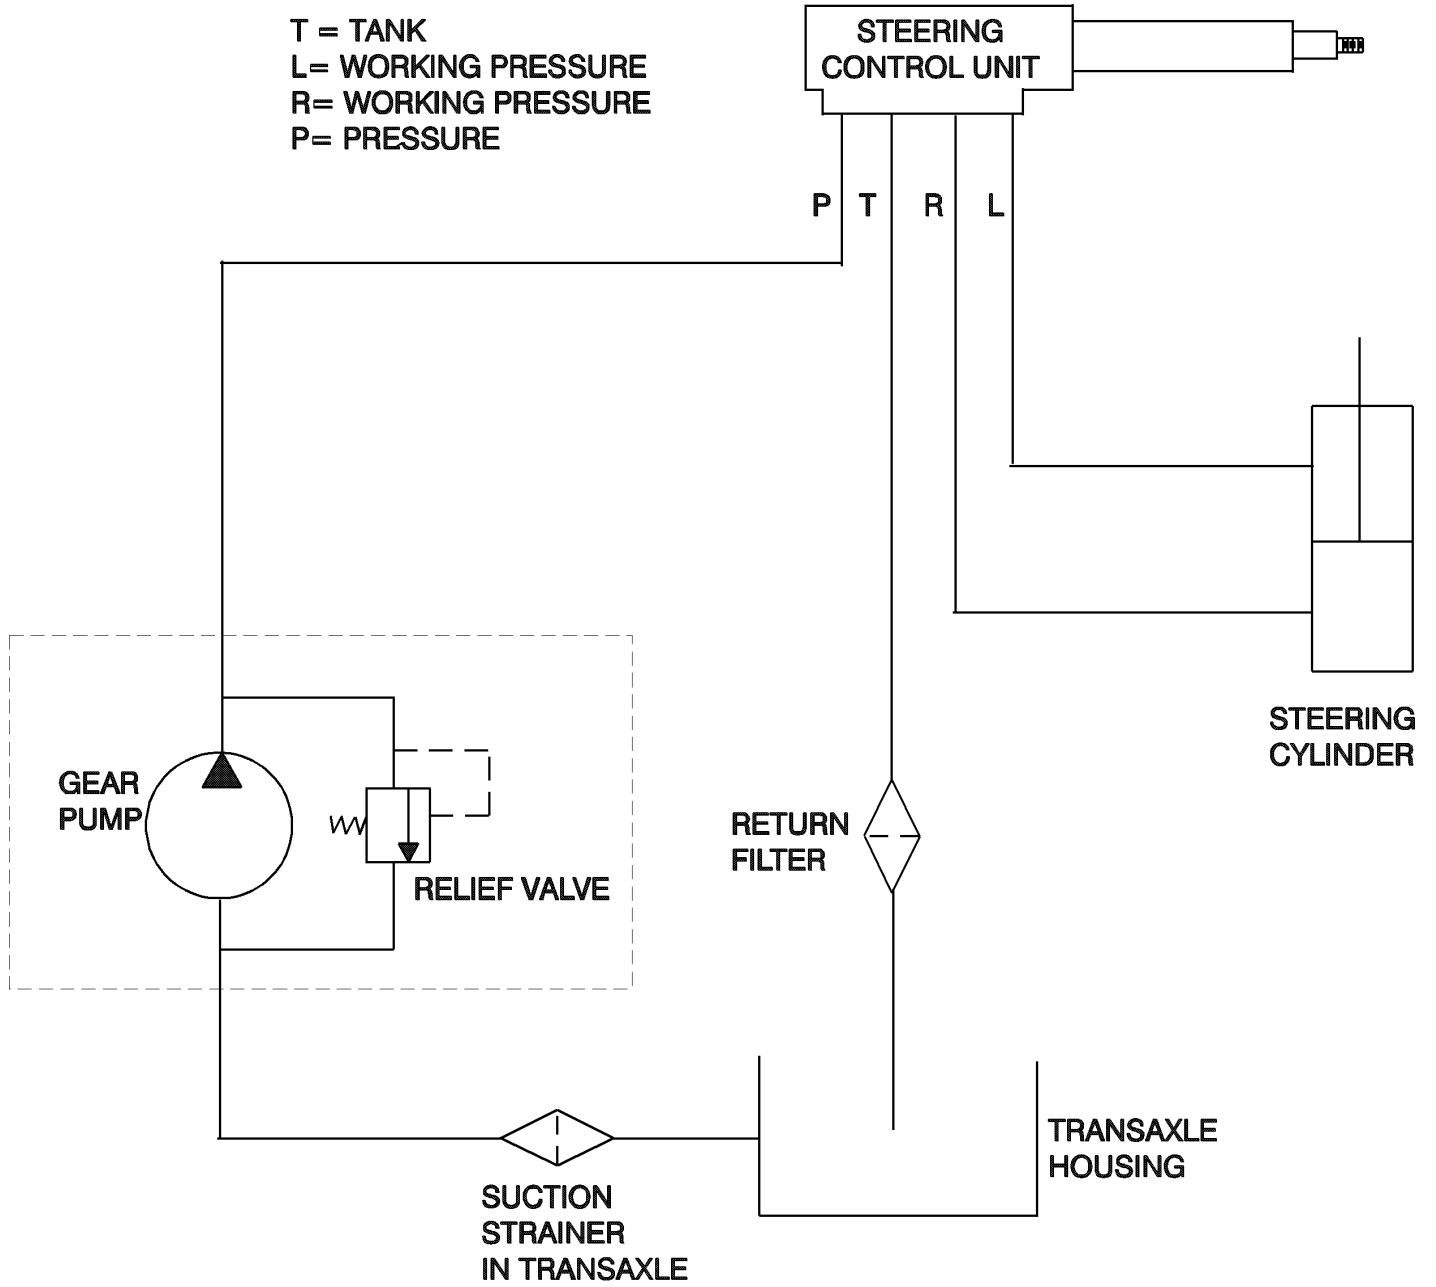 T = TANK
L= WORKING PRESSURE
R= WORKING PRESSURE
P= PRESSURE
STEERING
CONTROL UNIT
P T R L
STEERING
CYLINDER
GEAR
PUMP
RELIEF VALVE
RETURN
FILTER
TRANSAXLE
HOUSING
SUCTION
STRAINER
IN TRANSAXLE